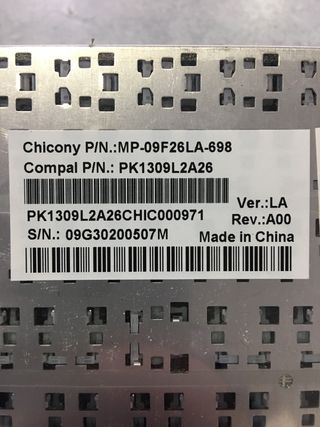 Chicony P/N.:MP-09F26LA-698
Compal P/N.: PK1309L2A26
PK1309L2A26CHIC000971
Ver.:LA
Rev.:A00
S/N.: 09G30200507M
Made in China